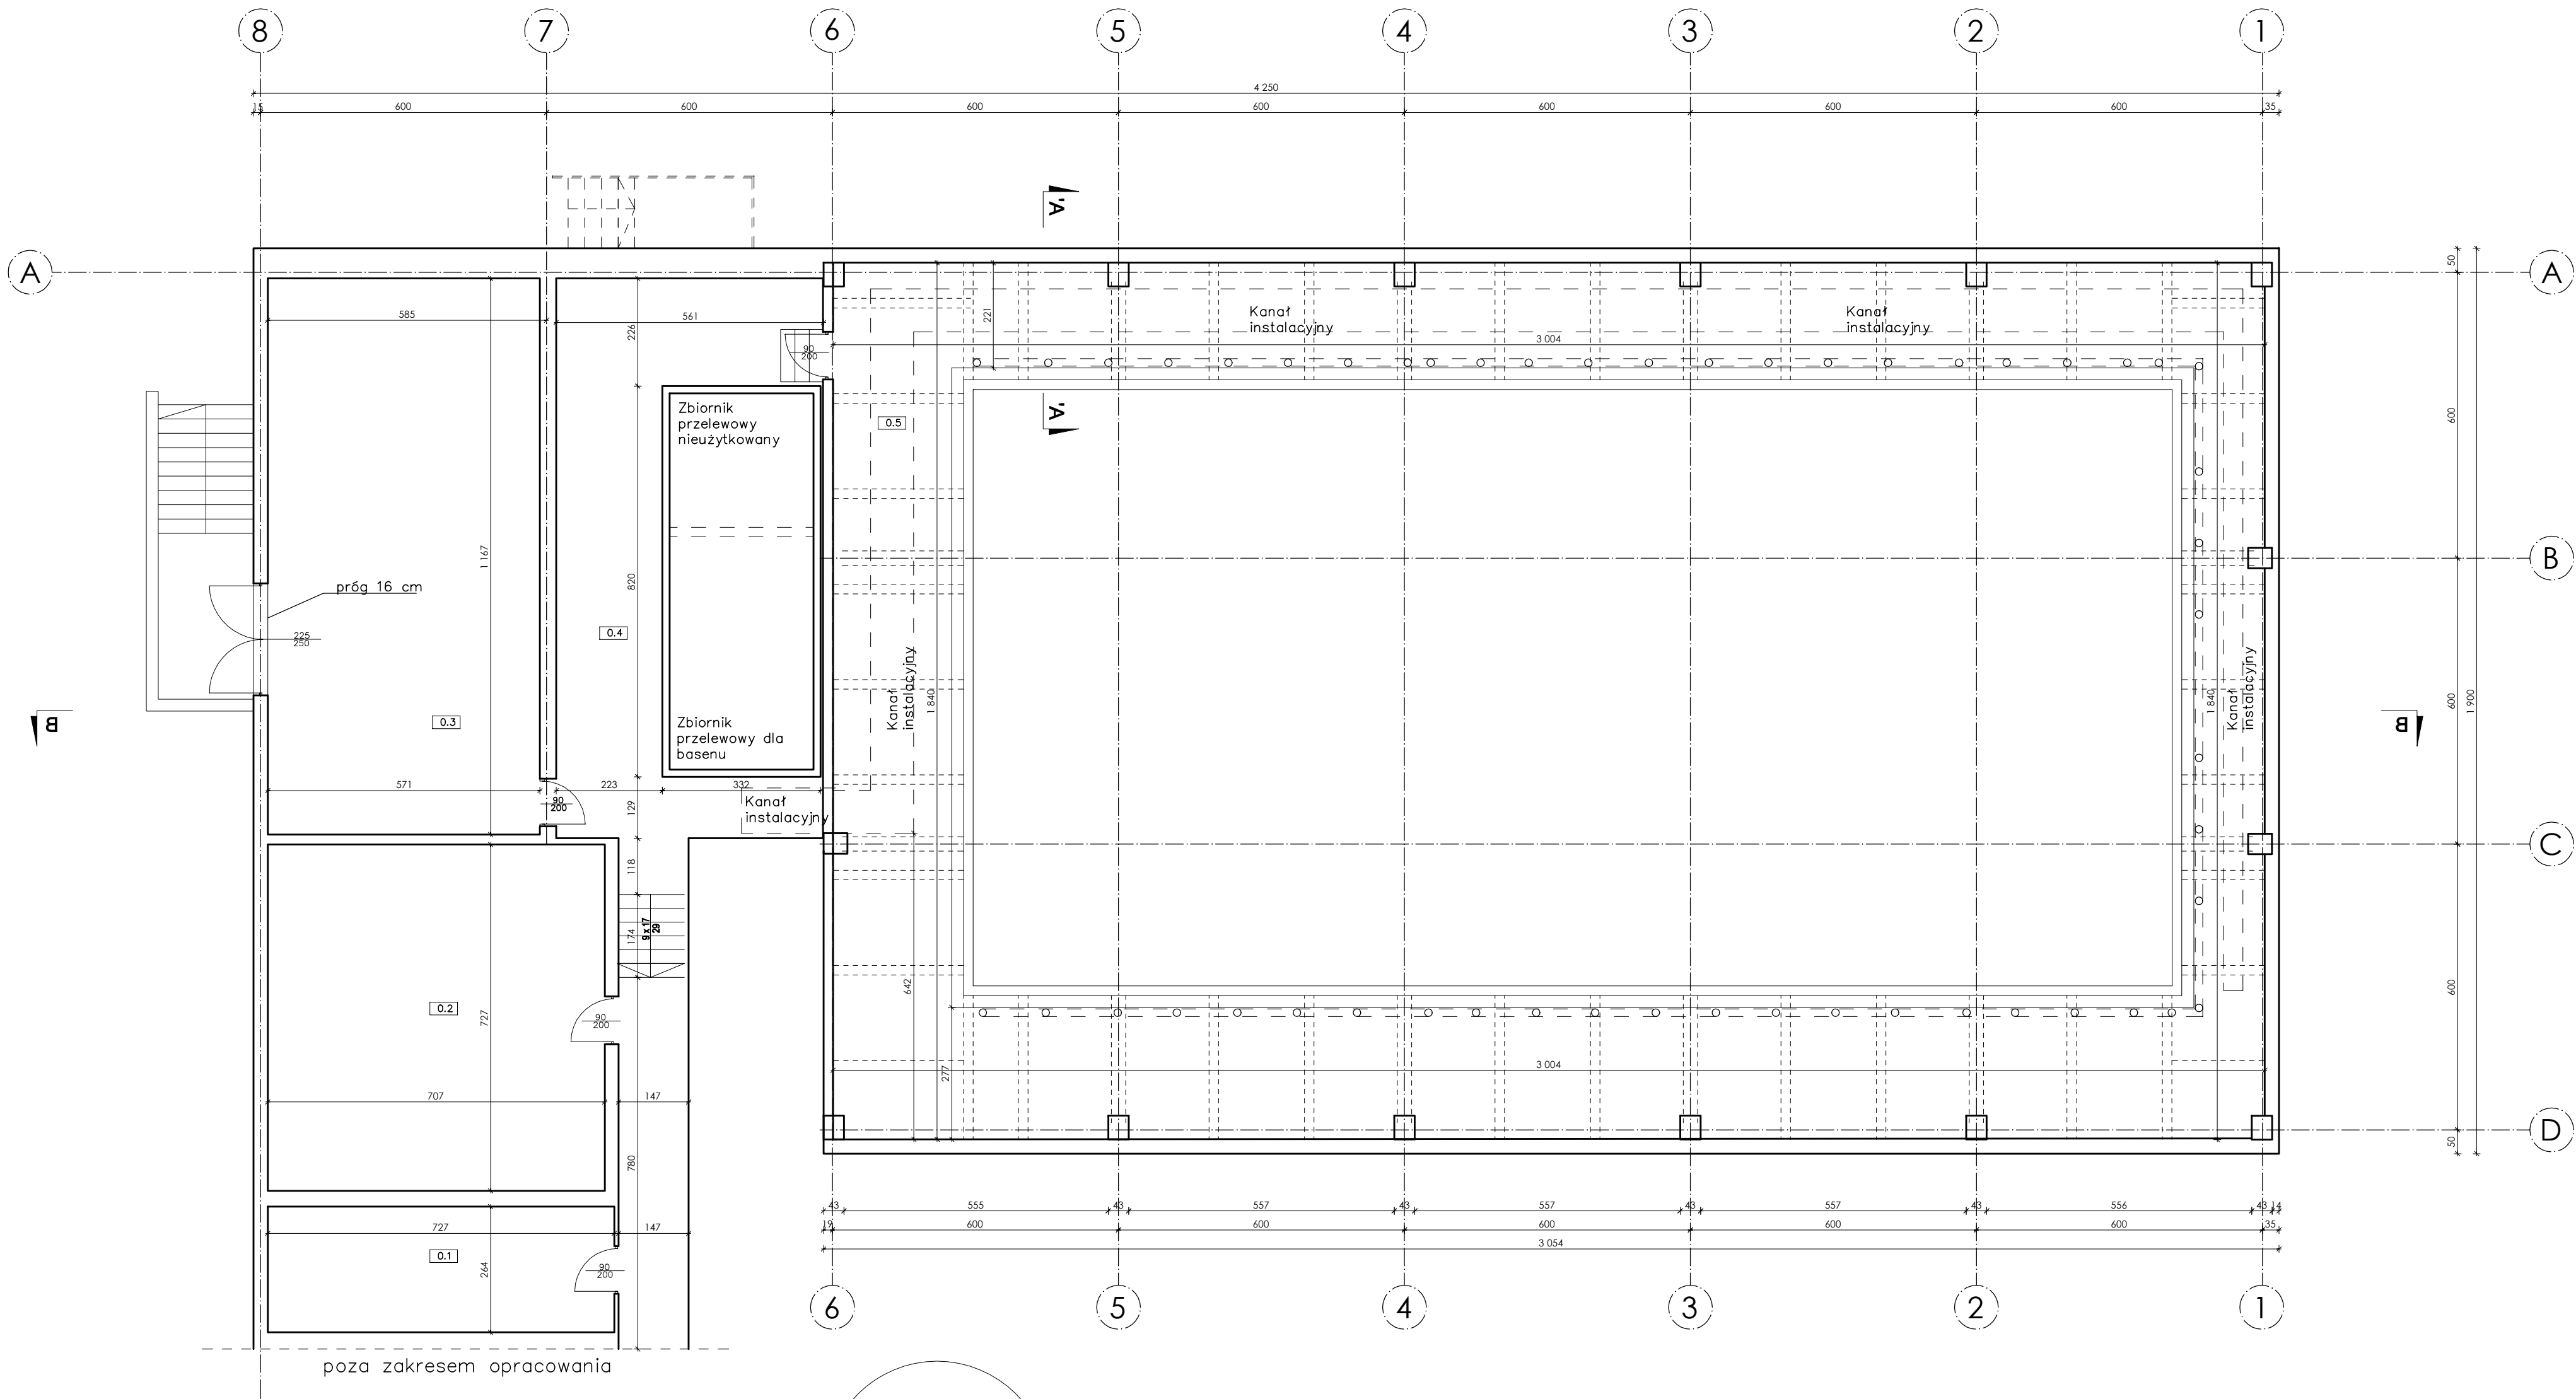 8 7 6 5 4 3 2 1
4 250
15 600 600 600 600 600 600 600 35
A'
A A
50
585
561
226
221
90
200
Kanał
instalacyjny
Kanał
instalacyjny
3 004
Zbiornik
przelewowy
nieużytkowany
0.5
A'
600
1 167
B
próg 16 cm
820
225
250
0.4
Kanał
instalacyjny
1 840
1 840
Kanał
instalacyjny
600
1 900
B
0.3
Zbiornik
przelewowy dla
basenu
B
571
223
332
90
200
129
Kanał
instalacyjny
C
118
9 x 17
29
174
642
600
0.2
727
90
200
277
3 004
707
147
D
50
780
43 555 43 557 43 557 43 557 43 556 43 14
19 600 600 600 600 600 35
3 054
727
147
0.1
264
90
200
6 5 4 3 2 1
poza zakresem opracowania